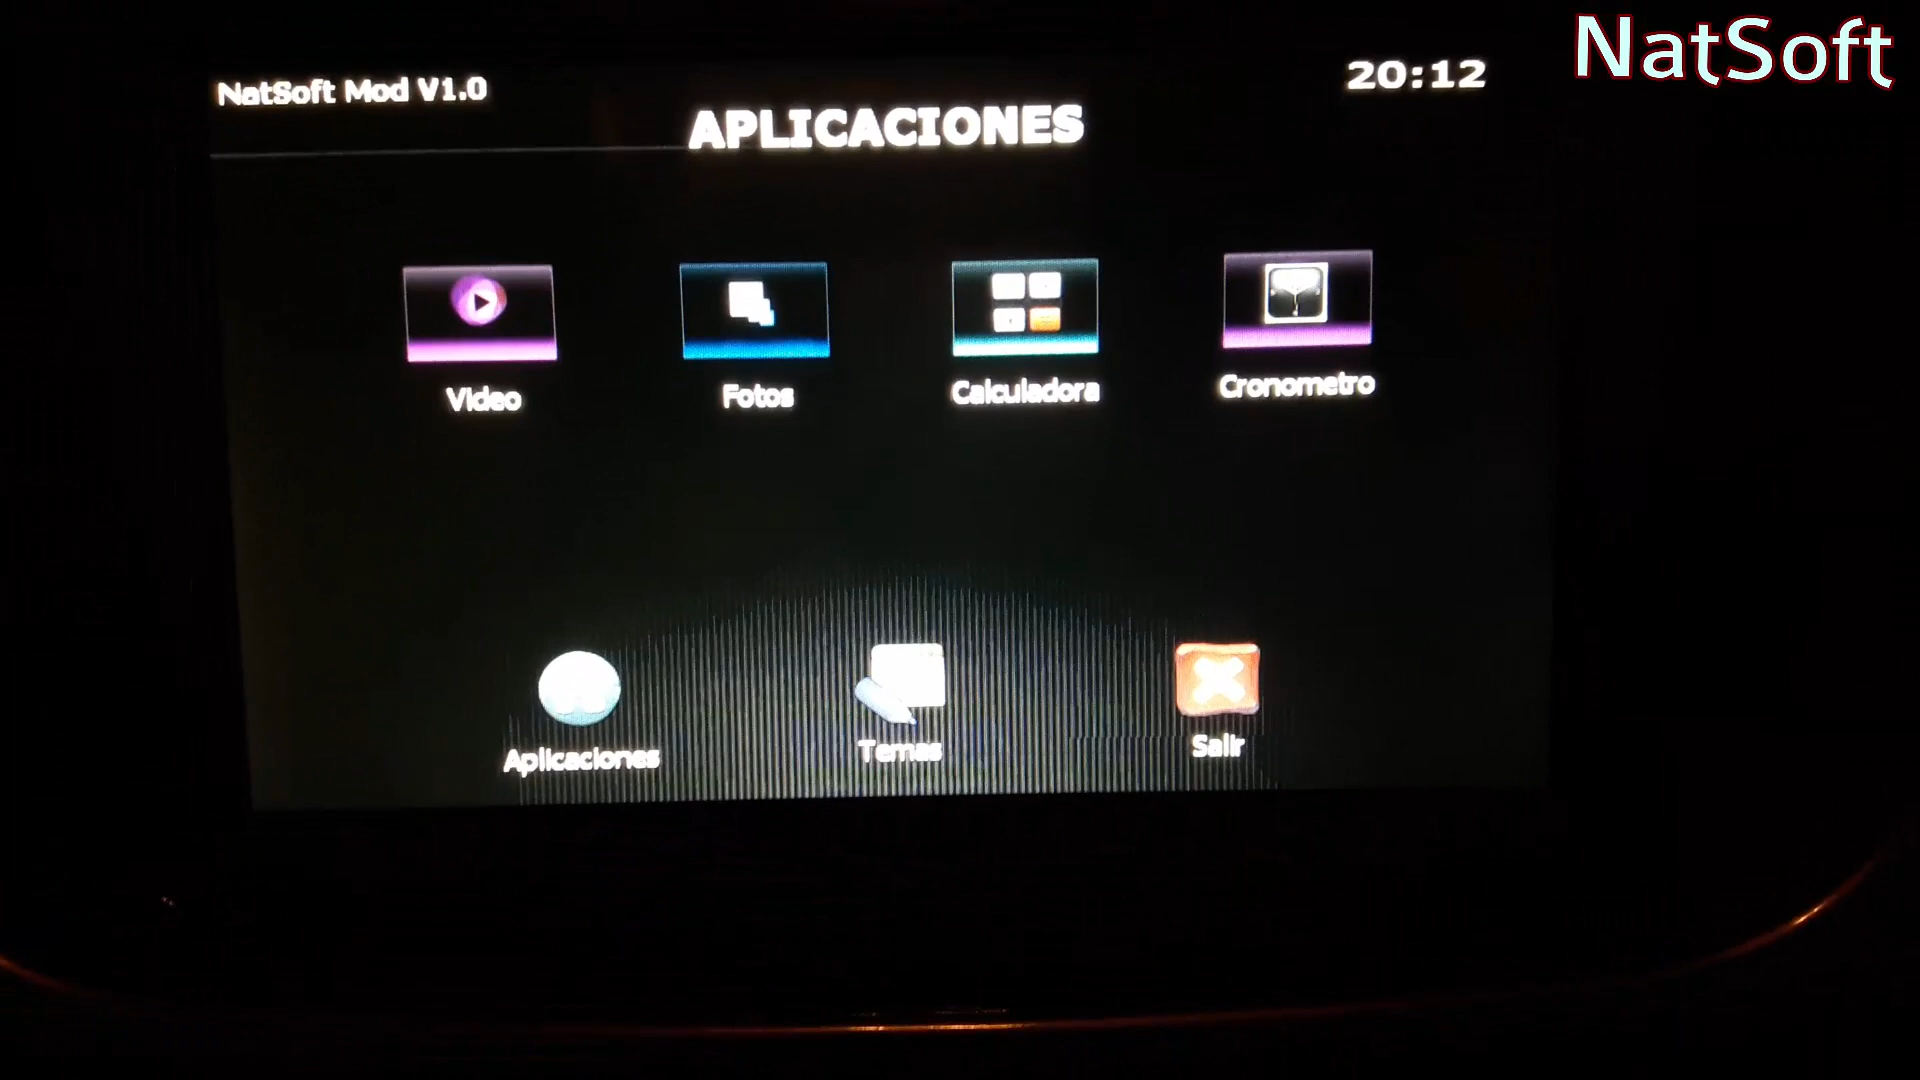 NatSoft
NatSoft Mod V1.0
20:12
APLICACIONES
Video
Fotos
Calculadora
Cronometro
Aplicaciones
Temas
Salir